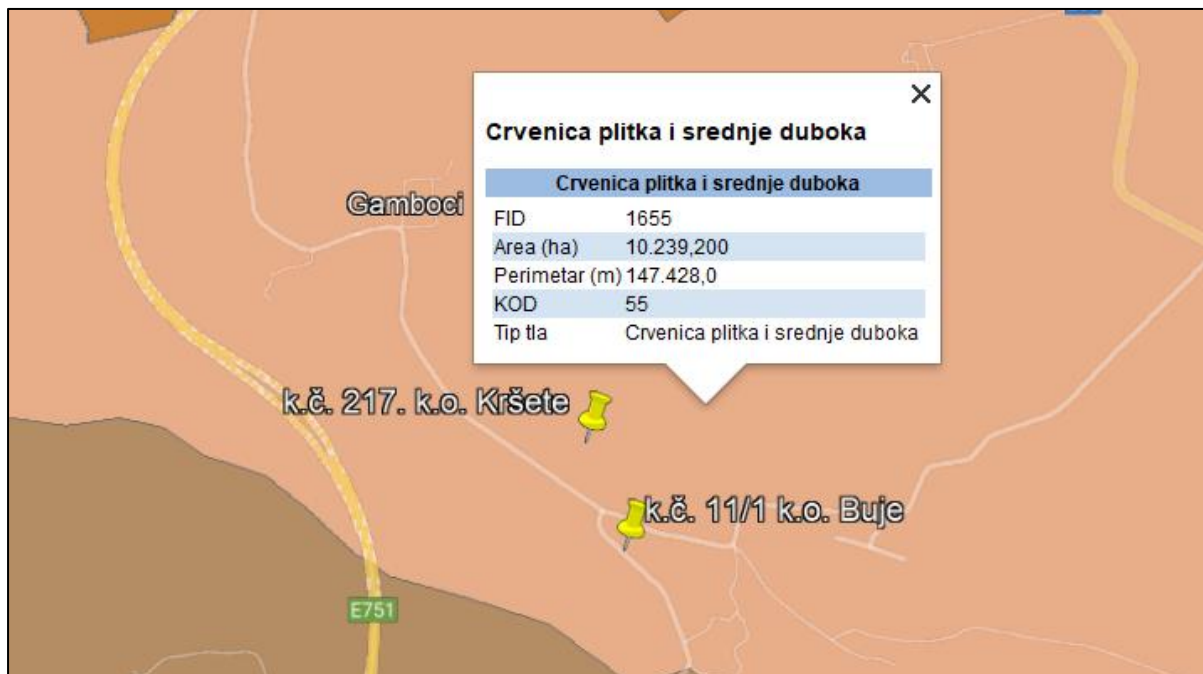 Crvenica plitka i srednje duboka
Crvenica plitka i srednje duboka
FID 1655
Area (ha) 10.239,200
Perimetar (m) 147.428,0
KOD 55
Tip tla Crvenica plitka i srednje duboka
Gamboci
k.č. 217. k.o. Kršete
k.č. 11/1 k.o. Buje
E751